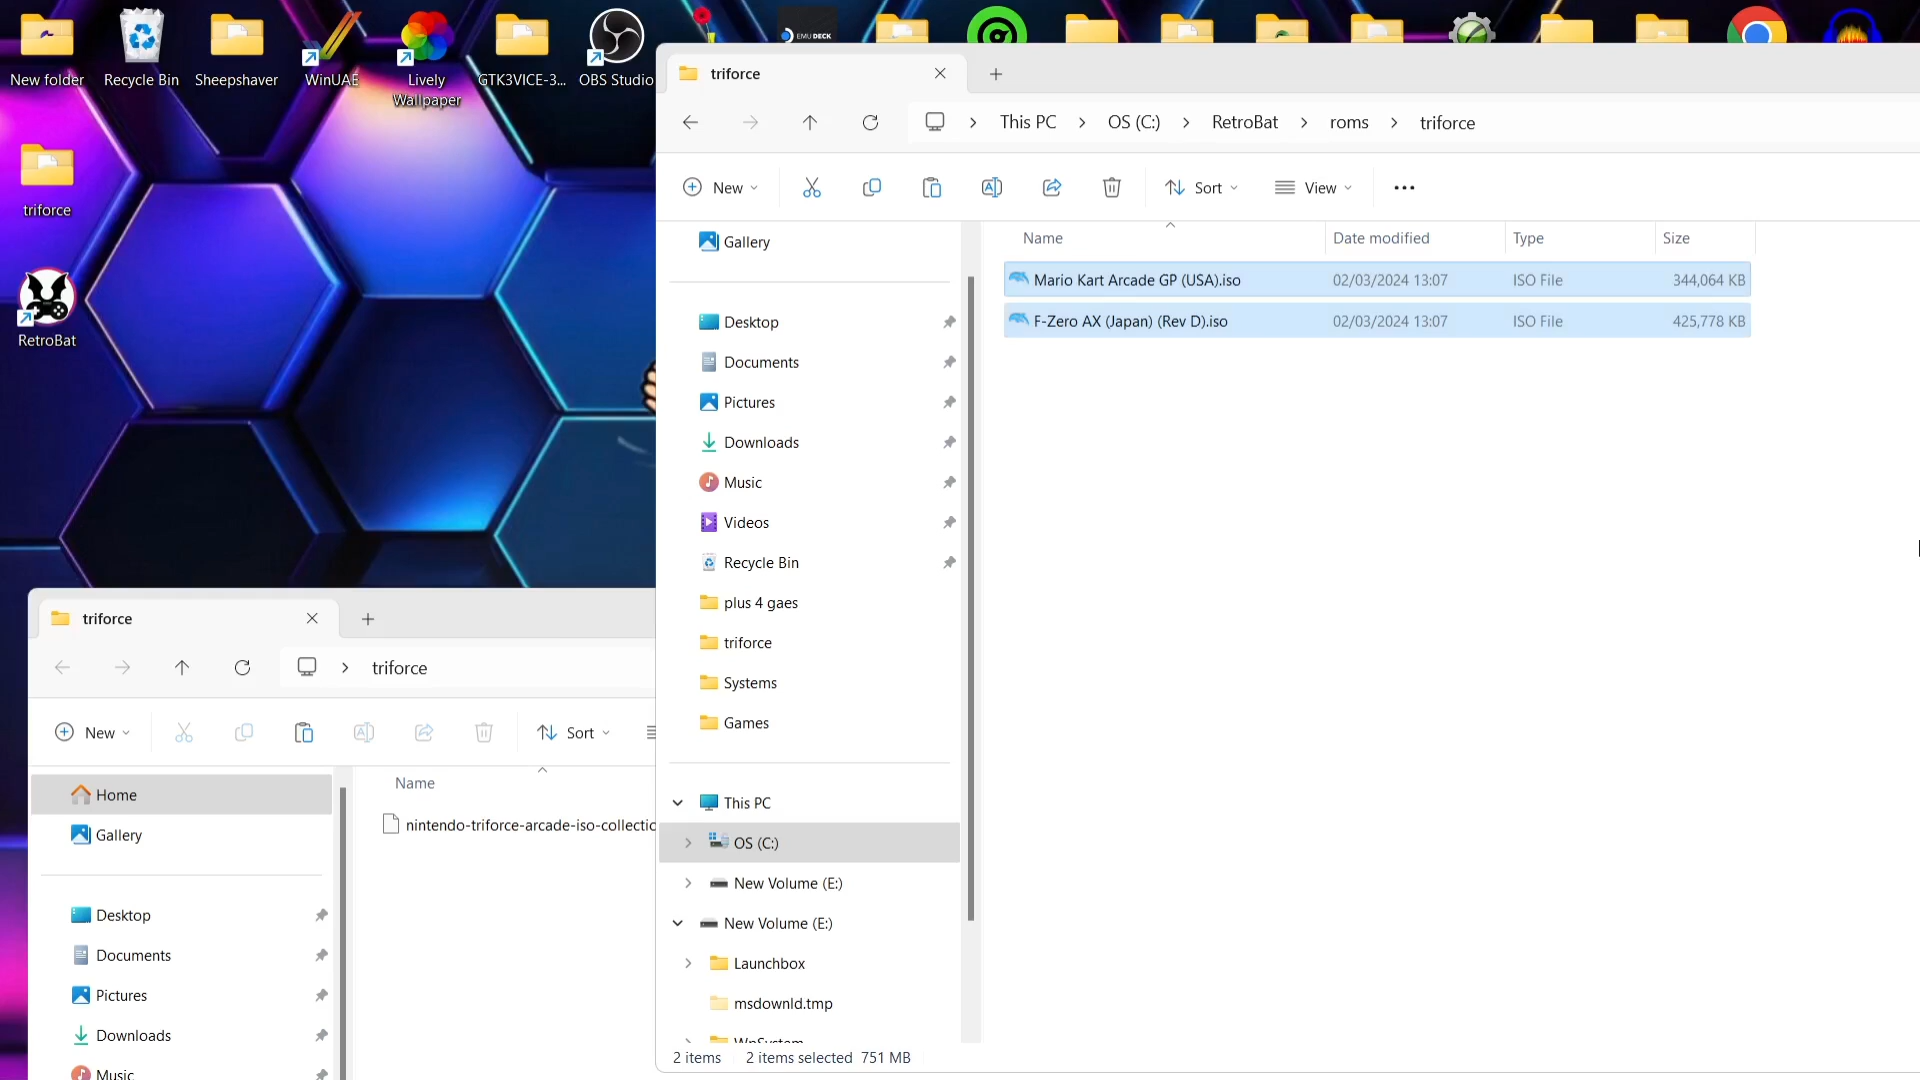 New folder
Recycle Bin
Sheepshaver
WinUAE
Lively
Wallpaper
GTK3VICE-3...
OBS Studio
EMU DECK
triforce
RetroBat
triforce
This PC
OS (C:)
RetroBat
roms
triforce
New
Sort
View
Name
Date modified
Type
Size
Gallery
Mario Kart Arcade GP (USA).iso
02/03/2024 13:07
ISO File
344,064 KB
F-Zero AX (Japan) (Rev D).iso
02/03/2024 13:07
ISO File
425,778 KB
Desktop
Documents
Pictures
Downloads
Music
Videos
Recycle Bin
plus 4 gaes
triforce
Systems
Games
This PC
OS (C:)
New Volume (E:)
New Volume (E:)
Launchbox
msdownld.tmp
WpSystem
2 items
2 items selected 751 MB
triforce
triforce
New
Sort
Name
Home
Gallery
nintendo-triforce-arcade-iso-collectio
Desktop
Documents
Pictures
Downloads
Music